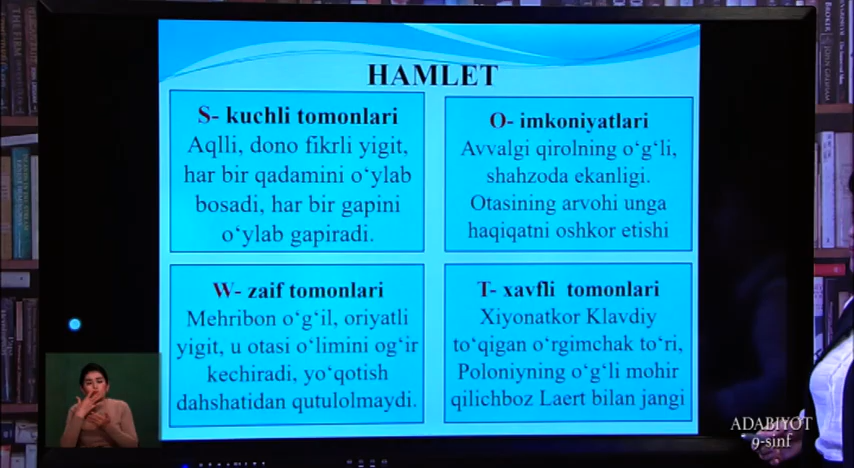 HAMLET
S- kuchli tomonlari
Aqlli, dono fikrli yigit,
har bir qadamini o‘ylab
bosadi, har bir gapini
o‘ylab gapiradi.
O- imkoniyatlari
Avvalgi qirolning o‘g‘li,
shahzoda ekanligi.
Otasining arvohi unga
haqiqatni oshkor etishi
W- zaif tomonlari
Mehribon o‘g‘il, oriyatli
yigit, u otasi o‘limini og‘ir
kechiradi, yo‘qotish
dahshatidan qutulolmaydi.
T- xavfli tomonlari
Xiyonatkor Klavdiy
to‘qigan o‘rgimchak to‘ri,
Poloniyning o‘g‘li mohir
qilichboz Laert bilan jangi
ADABIYOT
9-sinf